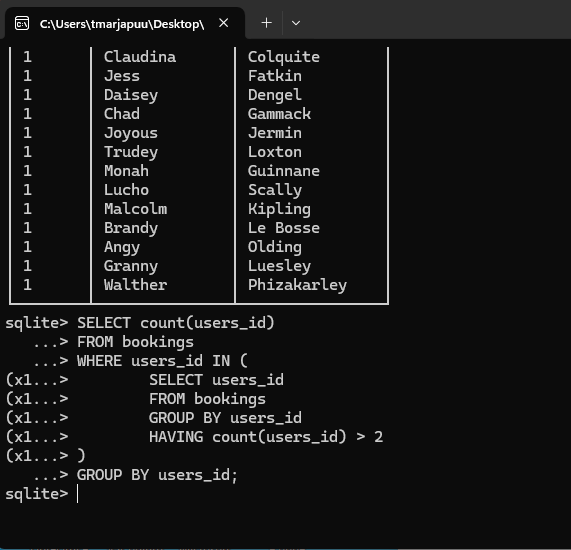 C:\Users\tmarjapuu\Desktop\
1 Claudina Colquite
1 Jess Fatkin
1 Daisey Dengel
1 Chad Gammack
1 Joyous Jermin
1 Trudey Loxton
1 Monah Guinnane
1 Lucho Scally
1 Malcolm Kipling
1 Brandy Le Bosse
1 Angy Olding
1 Granny Luesley
1 Walther Phizakarley
sqlite> SELECT count(users_id)
   ...> FROM bookings
   ...> WHERE users_id IN (
(x1...>         SELECT users_id
(x1...>         FROM bookings
(x1...>         GROUP BY users_id
(x1...>         HAVING count(users_id) > 2
(x1...> )
   ...> GROUP BY users_id;
sqlite>